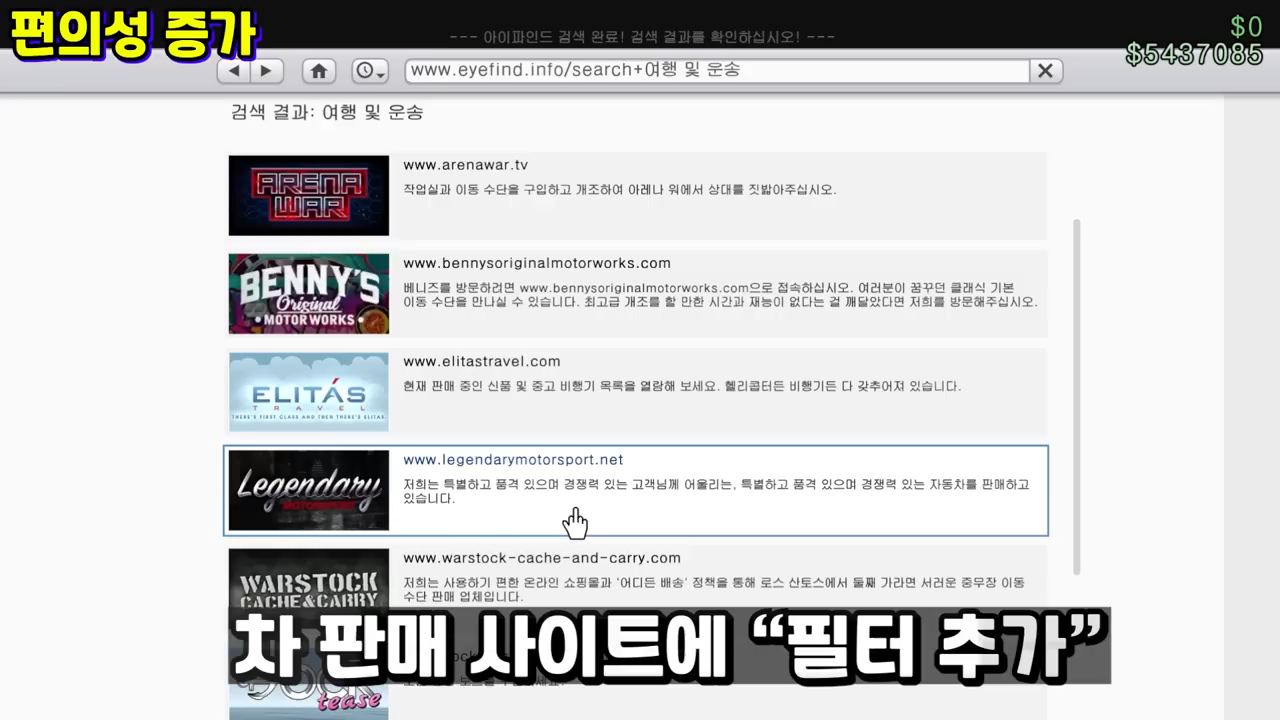 편의성 증가
--- 아이파인드 검색 완료! 검색 결과를 확인하십시오! ---
$0
$5437085
www.eyefind.info/search+여행 및 운송
검색 결과: 여행 및 운송
ARENA
WAR
www.arenawar.tv
작업실과 이동 수단을 구입하고 개조하여 아레나 워에서 상대를 짓밟아주십시오.
BENNY'S
Original
MOTOR WORKS
www.bennysoriginalmotorworks.com
베니즈를 방문하려면 www.bennysoriginalmotorworks.com으로 접속하십시오. 여러분이 꿈꾸던 클래식 기본
이동 수단을 만나실 수 있습니다. 최고급 개조를 할 만한 시간과 재능이 없다는 걸 깨달았다면 저희를 방문해주십시오.
ELITÁS
TRAVEL
THERE'S FIRST CLASS AND THEN THERE'S ELITAS
www.elitastravel.com
현재 판매 중인 신품 및 중고 비행기 목록을 열람해 보세요. 헬리콥터든 비행기든 다 갖추어져 있습니다.
Legendary
MOTORSPORT
www.legendarymotorsport.net
저희는 특별하고 품격 있으며 경쟁력 있는 고객님께 어울리는, 특별하고 품격 있으며 경쟁력 있는 자동차를 판매하고
있습니다.
WARSTOCK
CACHE&CARRY
www.warstock-cache-and-carry.com
저희는 사용하기 편한 온라인 쇼핑몰과 '어디든 배송' 정책을 통해 로스 산토스에서 둘째 가라면 서러운 중무장 이동
수단 판매 업체입니다.
차 판매 사이트에 “필터 추가”
DOCK
tease